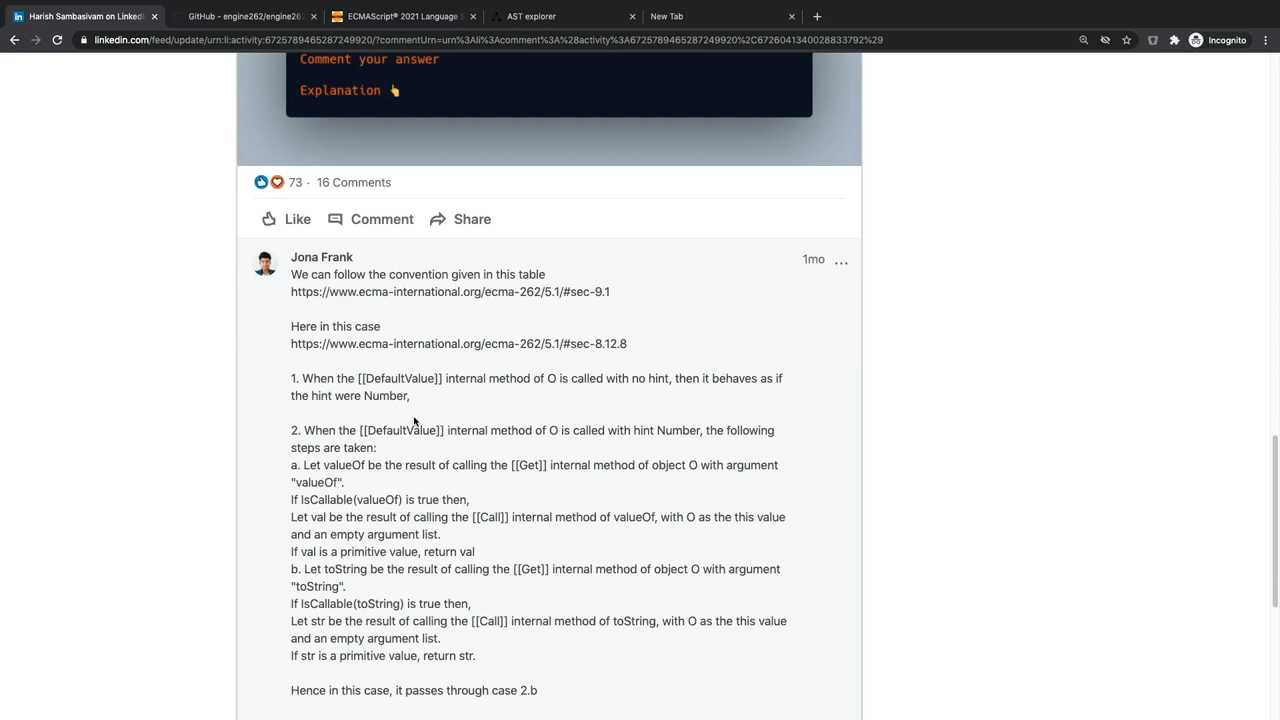 Harish Sambasivam on Linked
GitHub - engine262/engine262
ECMAScript® 2021 Language S
AST explorer
New Tab
linkedin.com/feed/update/urn:li:activity:6725789465287249920/?commentUrn=urn%3Ali%3Acomment%3A%28activity%3A6725789465287249920%2C6726041340028833792%29
Incognito
Comment your answer
Explanation 👆
73 · 16 Comments
Like
Comment
Share
Jona Frank
1mo
We can follow the convention given in this table
https://www.ecma-international.org/ecma-262/5.1/#sec-9.1
Here in this case
https://www.ecma-international.org/ecma-262/5.1/#sec-8.12.8
1. When the [[DefaultValue]] internal method of O is called with no hint, then it behaves as if
the hint were Number,
2. When the [[DefaultValue]] internal method of O is called with hint Number, the following
steps are taken:
a. Let valueOf be the result of calling the [[Get]] internal method of object O with argument
"valueOf".
If IsCallable(valueOf) is true then,
Let val be the result of calling the [[Call]] internal method of valueOf, with O as the this value
and an empty argument list.
If val is a primitive value, return val
b. Let toString be the result of calling the [[Get]] internal method of object O with argument
"toString".
If IsCallable(toString) is true then,
Let str be the result of calling the [[Call]] internal method of toString, with O as the this value
and an empty argument list.
If str is a primitive value, return str.
Hence in this case, it passes through case 2.b